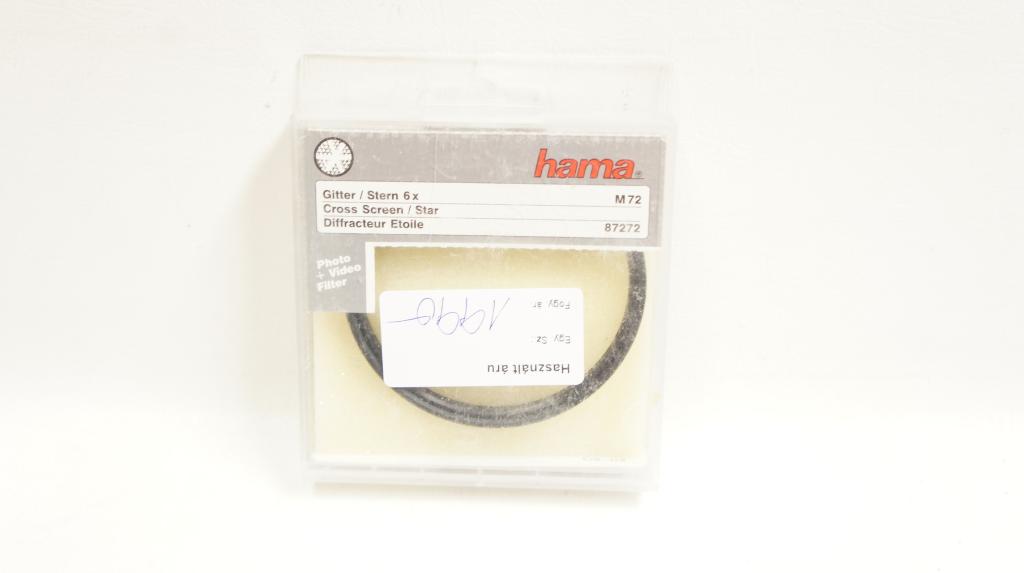 hama®
Gitter / Stern 6x M 72
Cross Screen / Star
Diffracteur Etoile 87272
Photo
+ Video
Filter
Használt áru
Egy. Sz.:
Fogy. ár 1990,-